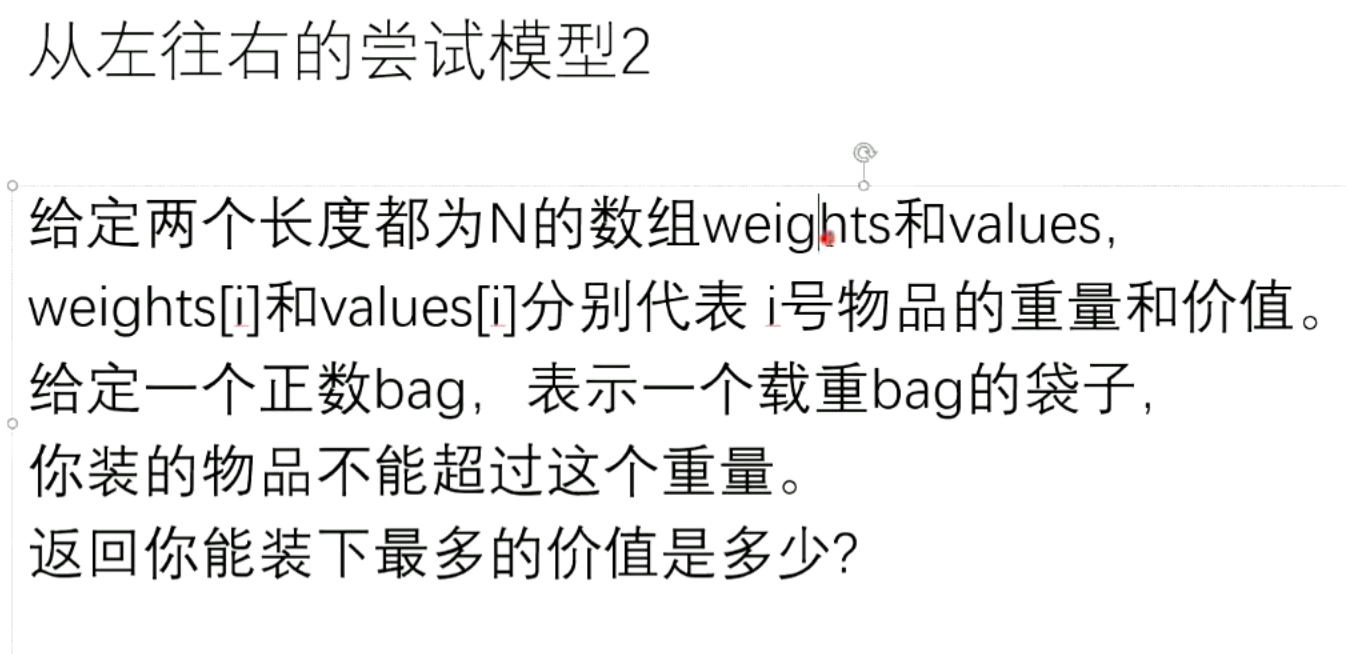 从左往右的尝试模型2
给定两个长度都为N的数组weights和values,
weights[i]和values[i]分别代表 i号物品的重量和价值。
给定一个正数bag，表示一个载重bag的袋子,
你装的物品不能超过这个重量。
返回你能装下最多的价值是多少?